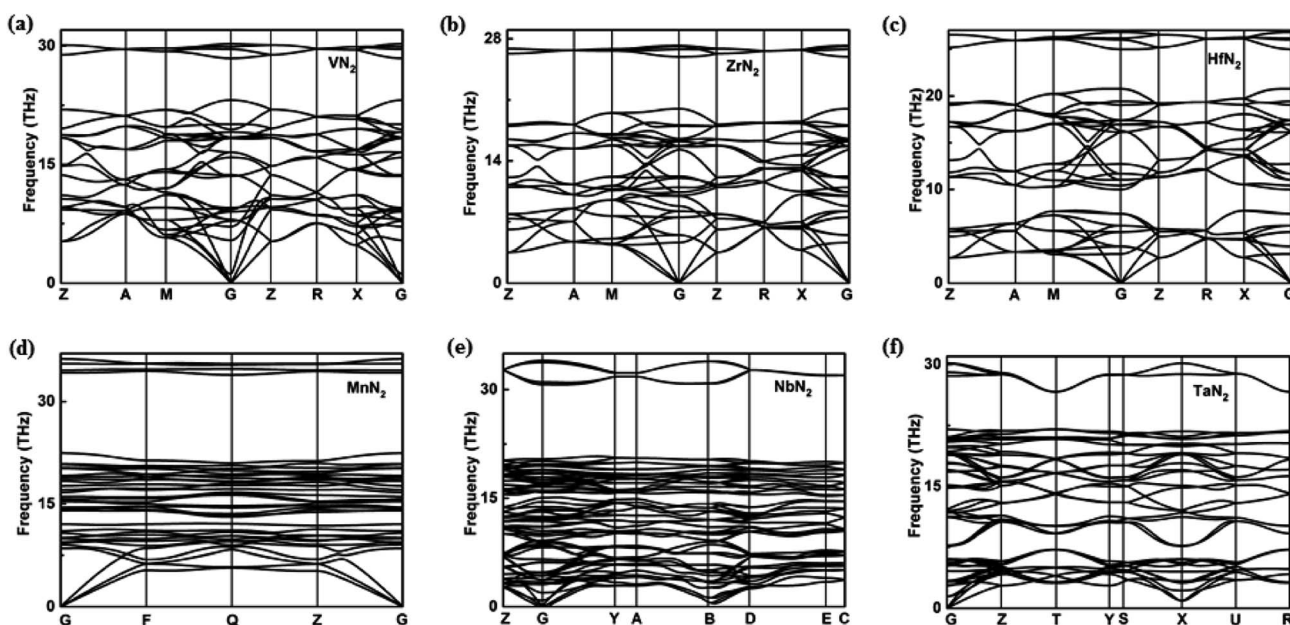 (a)
30
15
0
Frequency (THz)
VN2
Z A M G Z R X G
(b)
28
14
0
Frequency (THz)
ZrN2
Z A M G Z R X G
(c)
20
10
0
Frequency (THz)
HfN2
Z A M G Z R X G
(d)
30
15
0
Frequency (THz)
MnN2
G F Q Z G
(e)
30
15
0
Frequency (THz)
NbN2
Z G Y A B D E C
(f)
30
15
0
Frequency (THz)
TaN2
G Z T Y S X U R